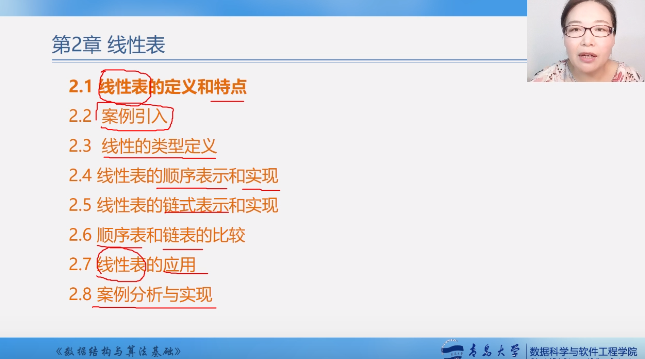 第2章 线性表
2.1 线性表的定义和特点
2.2 案例引入
2.3 线性的类型定义
2.4 线性表的顺序表示和实现
2.5 线性表的链式表示和实现
2.6 顺序表和链表的比较
2.7 线性表的应用
2.8 案例分析与实现
《数据结构与算法基础》
青岛大学 数据科学与软件工程学院